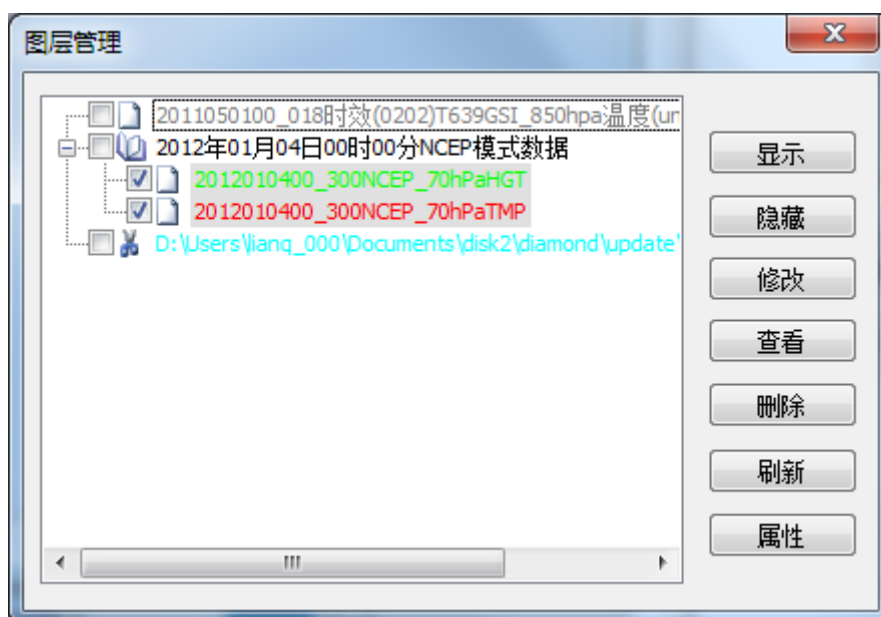 图层管理
2011050100_018时效(0202)T639GSI_850hpa温度(ur
2012年01月04日00时00分NCEP模式数据
2012010400_300NCEP_70hPaHGT
2012010400_300NCEP_70hPaTMP
D:\Users\lianq_000\Documents\disk2\diamond\update'
显示
隐藏
修改
查看
删除
刷新
属性